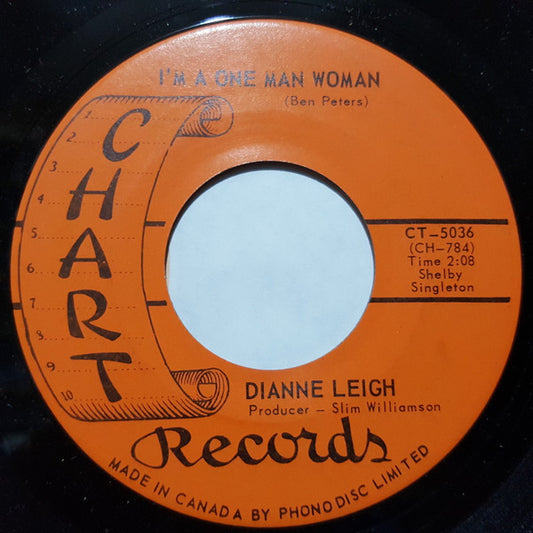 I'M A ONE MAN WOMAN
(Ben Peters)
1
2
3
4
5
6
7
8
9
10
CHART
CT-5036
(CH-784)
Time 2:08
Shelby
Singleton
DIANNE LEIGH
Producer - Slim Williamson
Records
MADE IN CANADA BY PHONODISC LIMITED